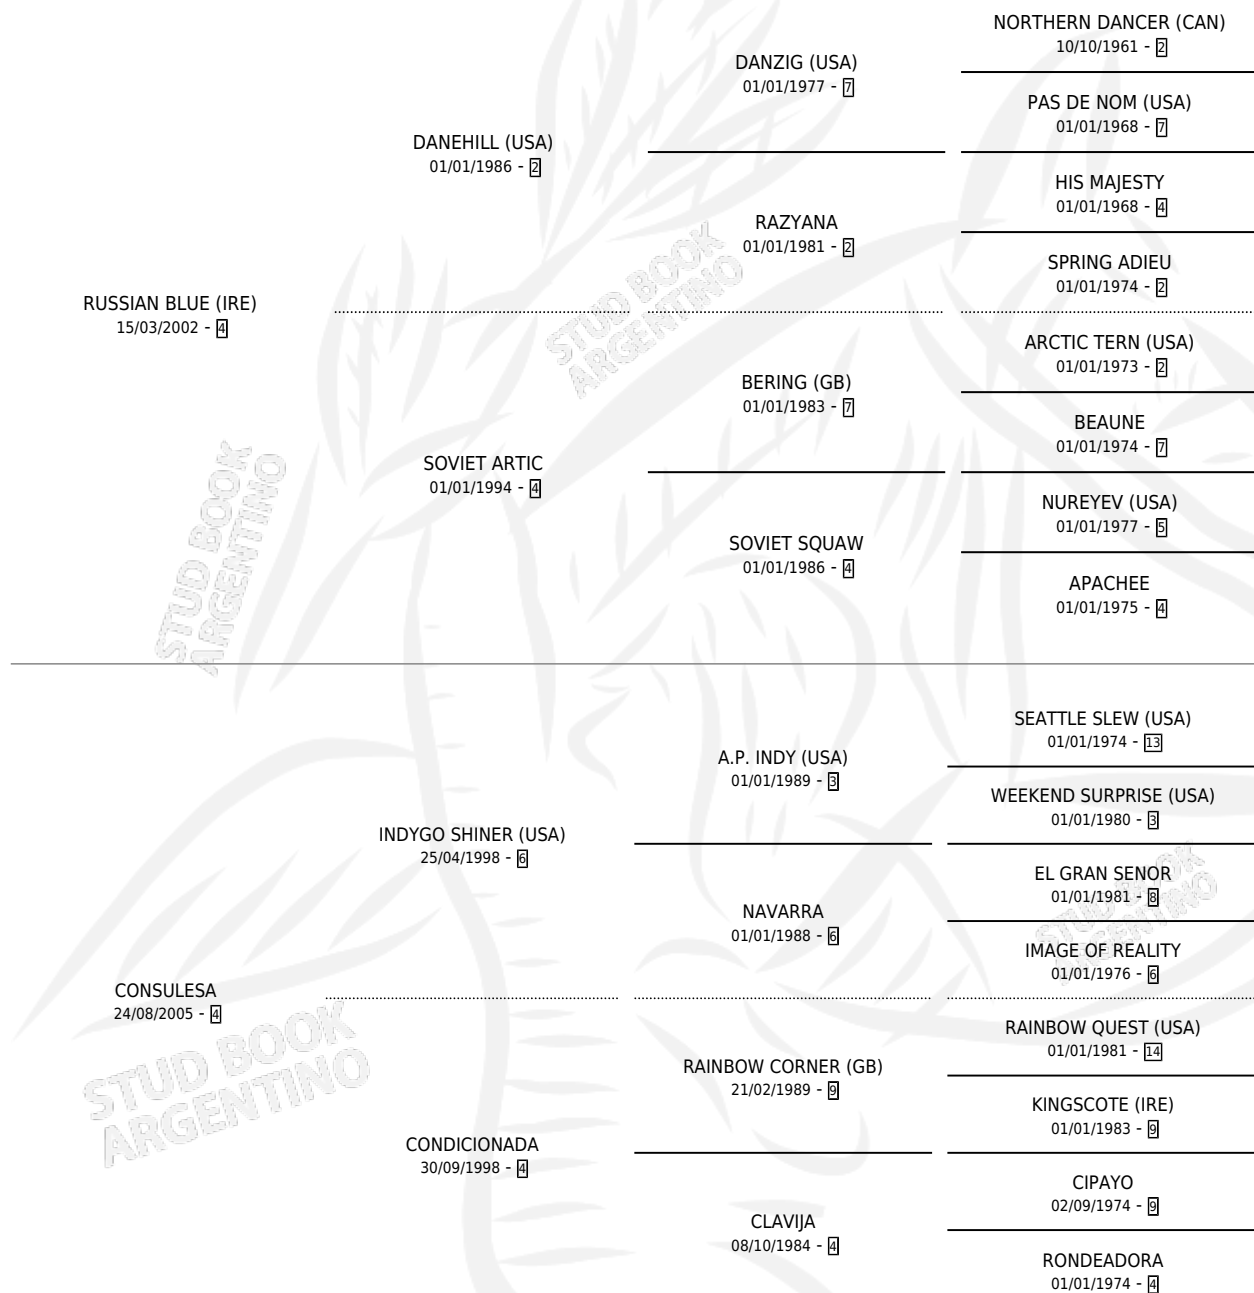 NORTHERN DANCER (CAN)
10/10/1961 - 2
DANZIG (USA)
01/01/1977 - 7
PAS DE NOM (USA)
01/01/1968 - 7
DANEHILL (USA)
01/01/1986 - 2
HIS MAJESTY
01/01/1968 - 4
RAZYANA
01/01/1981 - 2
SPRING ADIEU
01/01/1974 - 2
RUSSIAN BLUE (IRE)
15/03/2002 - 4
ARCTIC TERN (USA)
01/01/1973 - 2
BERING (GB)
01/01/1983 - 7
BEAUNE
01/01/1974 - 7
SOVIET ARTIC
01/01/1994 - 4
NUREYEV (USA)
01/01/1977 - 5
SOVIET SQUAW
01/01/1986 - 4
APACHEE
01/01/1975 - 4
SEATTLE SLEW (USA)
01/01/1974 - 13
A.P. INDY (USA)
01/01/1989 - 3
WEEKEND SURPRISE (USA)
01/01/1980 - 3
INDYGO SHINER (USA)
25/04/1998 - 6
EL GRAN SENOR
01/01/1981 - 8
NAVARRA
01/01/1988 - 6
IMAGE OF REALITY
01/01/1976 - 6
CONSULESA
24/08/2005 - 4
RAINBOW QUEST (USA)
01/01/1981 - 14
RAINBOW CORNER (GB)
21/02/1989 - 9
KINGSCOTE (IRE)
01/01/1983 - 9
CONDICIONADA
30/09/1998 - 4
CIPAYO
02/09/1974 - 9
CLAVIJA
08/10/1984 - 4
RONDEADORA
01/01/1974 - 4
STUD BOOK
ARGENTINO
STUD BOOK
ARGENTINO
STUD BOOK
ARGENTINO
STUD BOOK
ARGENTINO